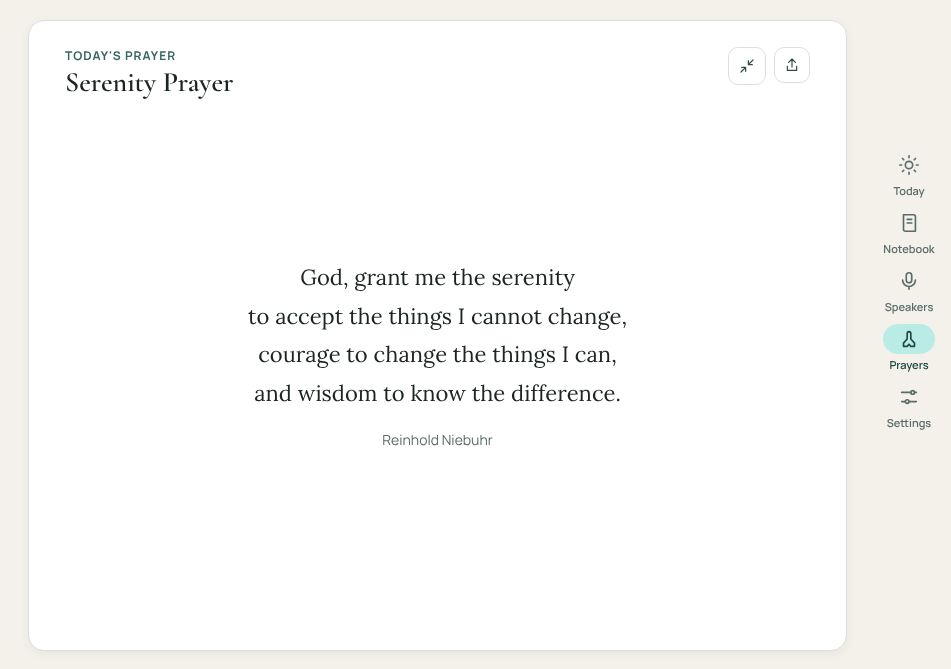 TODAY'S PRAYER
Serenity Prayer
God, grant me the serenity
to accept the things I cannot change,
courage to change the things I can,
and wisdom to know the difference.
Reinhold Niebuhr
Today
Notebook
Speakers
Prayers
Settings